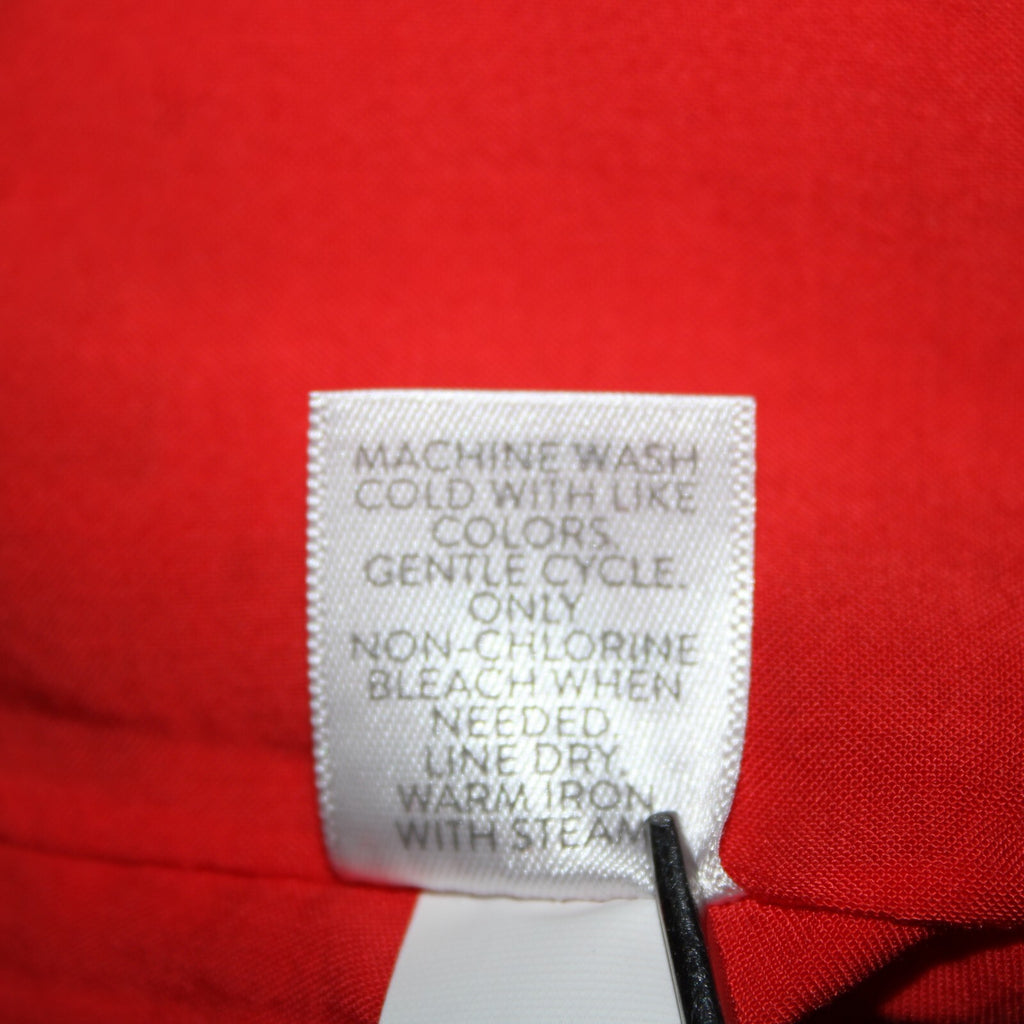 MACHINE WASH
COLD WITH LIKE
COLORS.
GENTLE CYCLE.
ONLY
NON-CHLORINE
BLEACH WHEN
NEEDED.
LINE DRY.
WARM IRON
WITH STEAM